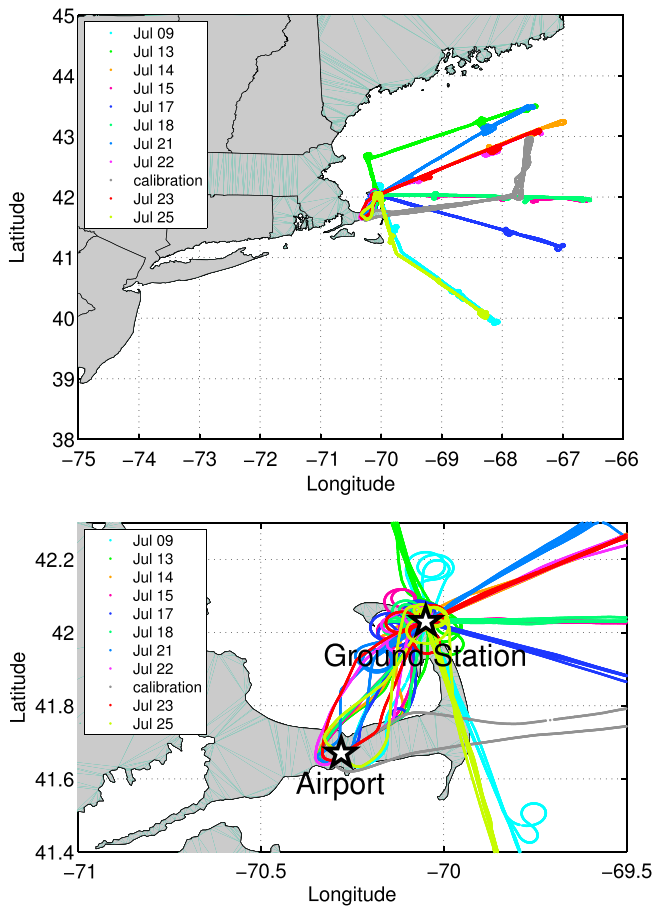 45
44
43
42
41
40
39
38
Latitude
Jul 09
Jul 13
Jul 14
Jul 15
Jul 17
Jul 18
Jul 21
Jul 22
calibration
Jul 23
Jul 25
−75 −74 −73 −72 −71 −70 −69 −68 −67 −66
Longitude
42.2
42
41.8
41.6
41.4
Latitude
Jul 09
Jul 13
Jul 14
Jul 15
Jul 17
Jul 18
Jul 21
Jul 22
calibration
Jul 23
Jul 25
Ground Station
Airport
−71 −70.5 −70 −69.5
Longitude